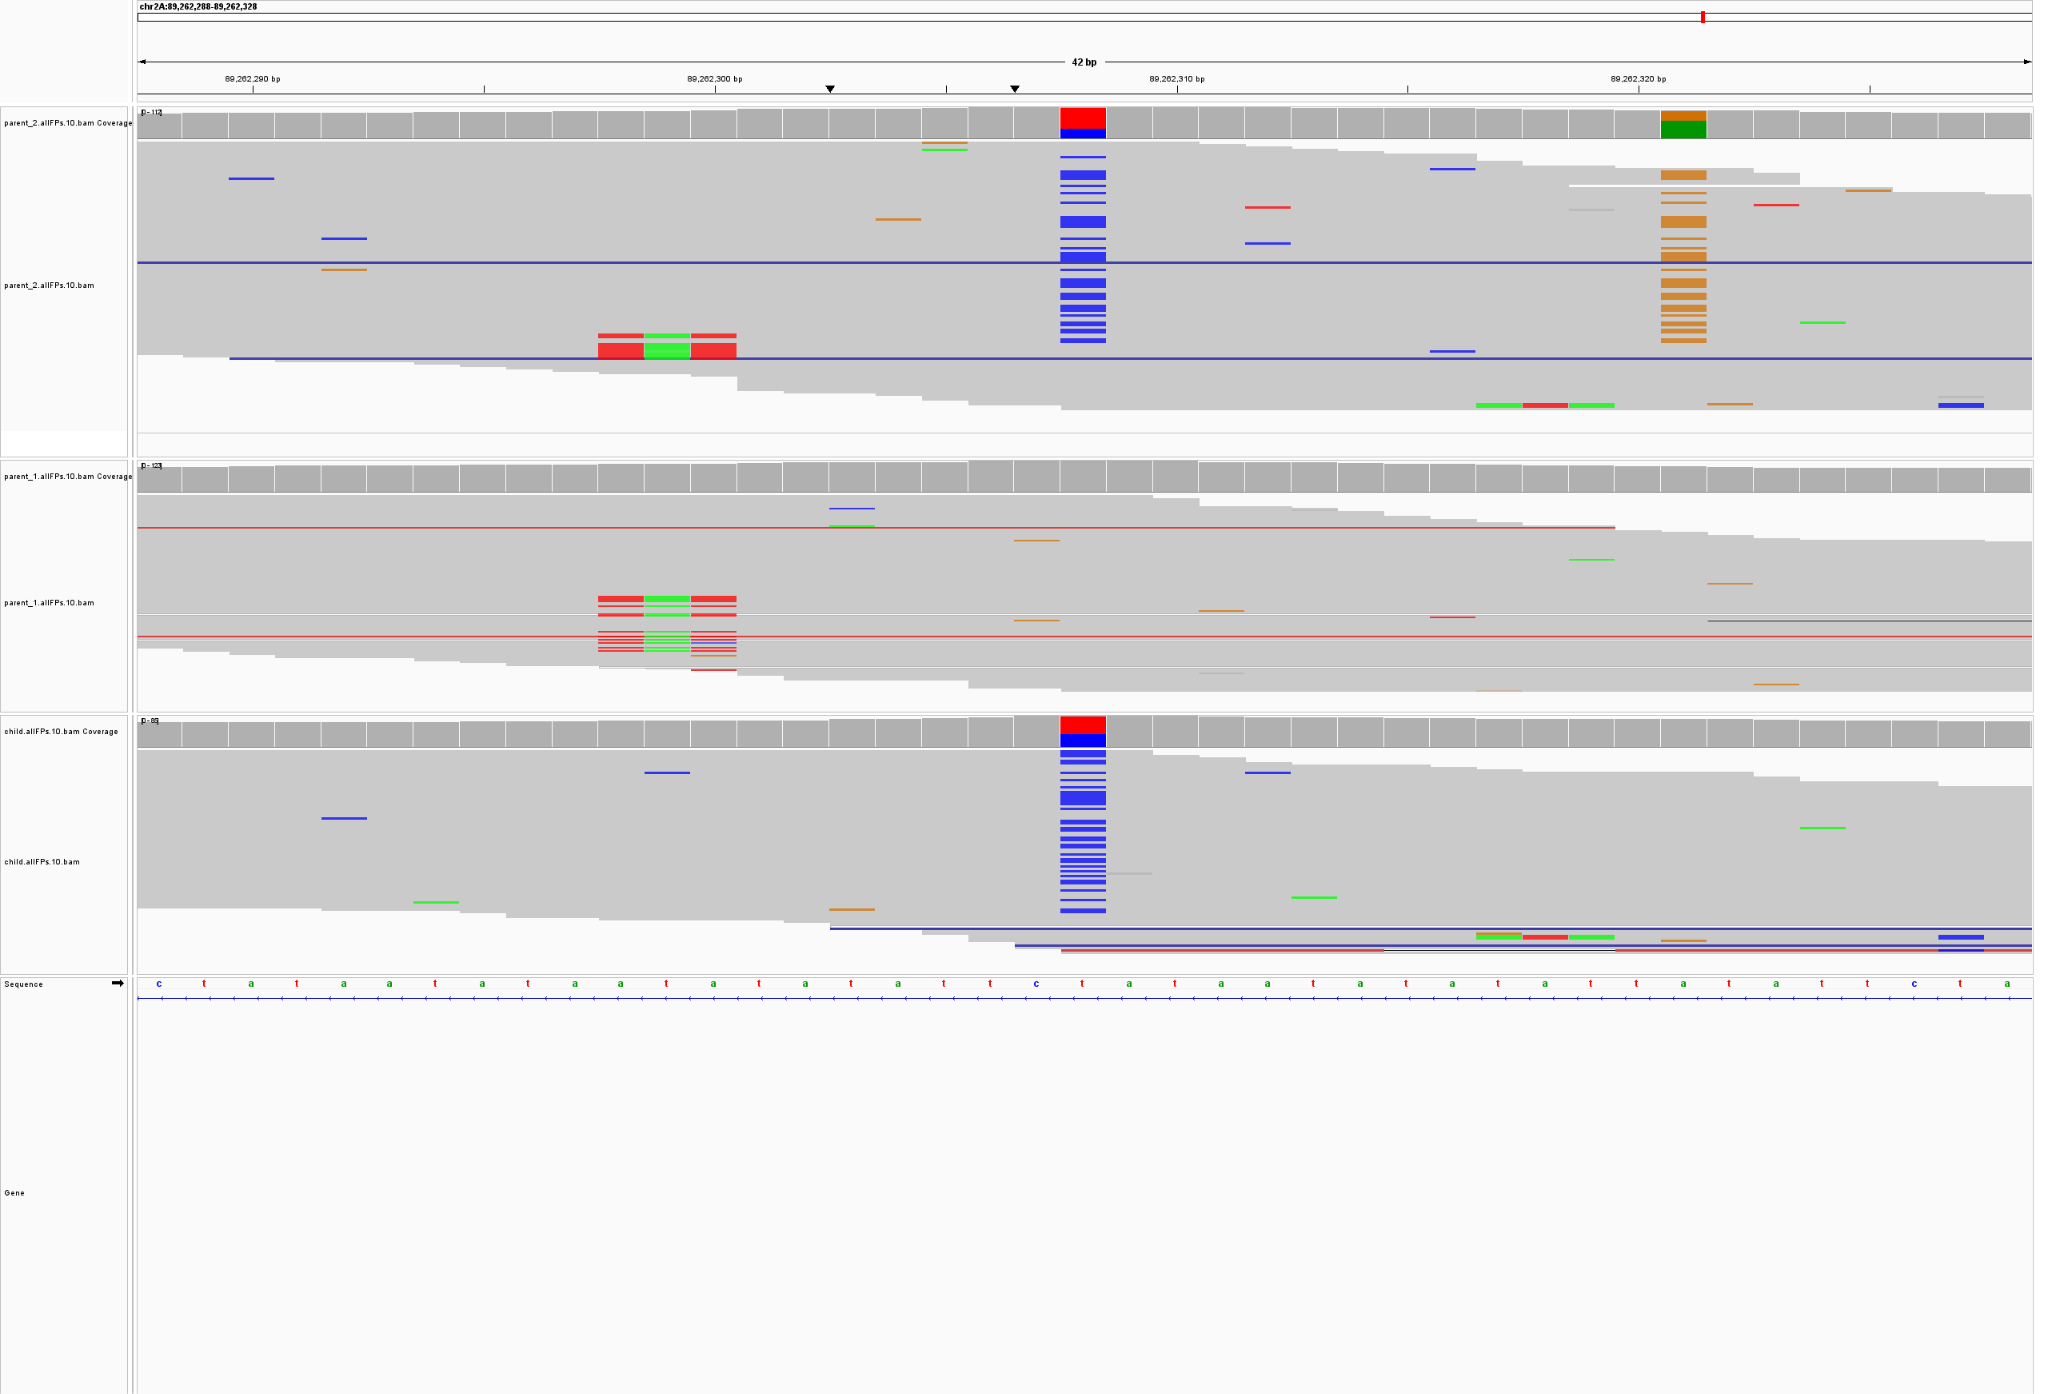 chr2A:89,262,288-89,262,328
42 bp
89,262,290 bp 89,262,300 bp 89,262,310 bp 89,262,320 bp
[0 - 112]
parent_2.allFPs.10.bam Coverage
parent_2.allFPs.10.bam
[0 - 123]
parent_1.allFPs.10.bam Coverage
parent_1.allFPs.10.bam
[0 - 85]
child.allFPs.10.bam Coverage
child.allFPs.10.bam
Sequence c t a t a a t a t a a t a t a t a t t c t a t a a t a t a t a t t a t a t t c t a
Gene